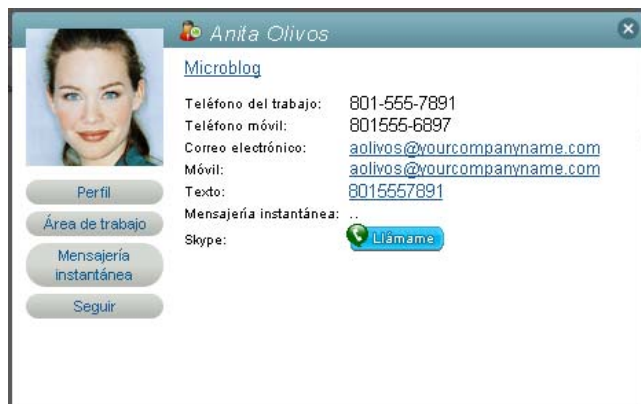 Anita Olivos
Microblog
Teléfono del trabajo: 801-555-7891
Teléfono móvil: 801555-6897
Correo electrónico: aolivos@yourcompanyname.com
Móvil: aolivos@yourcompanyname.com
Texto: 8015557891
Mensajería instantánea: ..
Skype: Llámame
Perfil
Área de trabajo
Mensajería
instantánea
Seguir